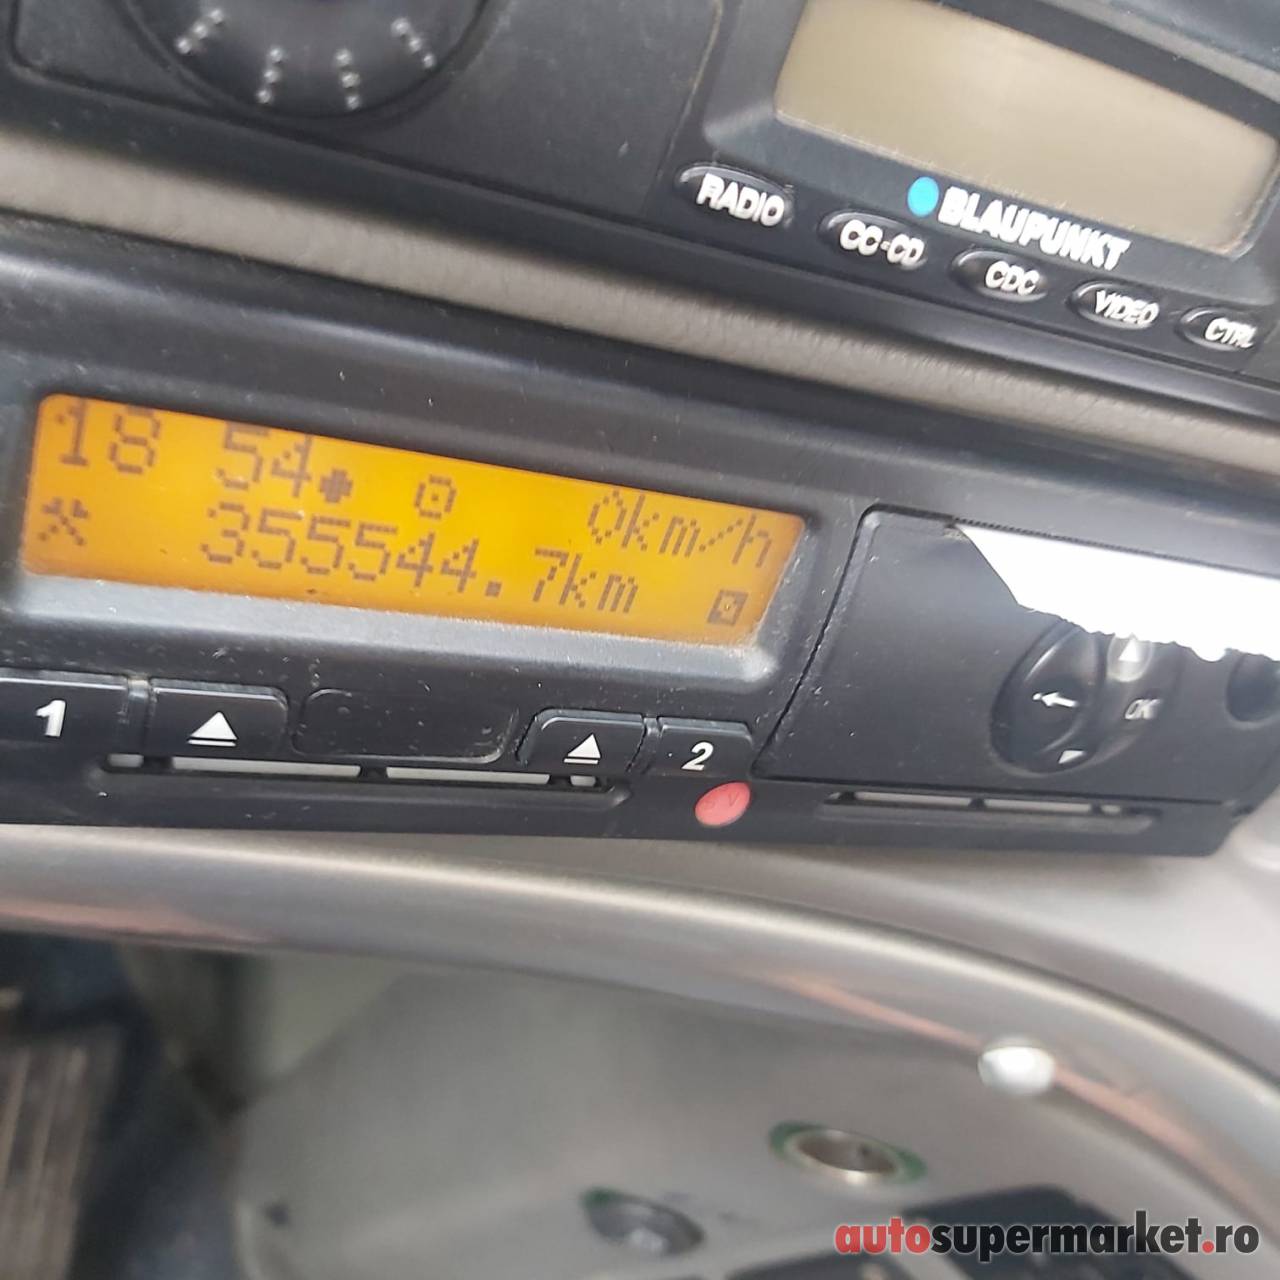 BLAUPUNKT
RADIO CC-CD CDC VIDEO CTRL
18 54 0km/h
355544.7km
1 2
OK
autosupermarket.ro